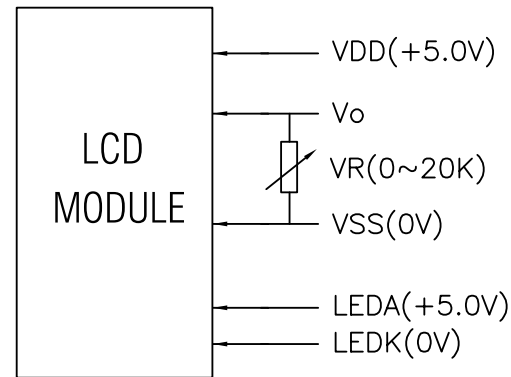 LCD
MODULE
VDD(+5.0V)
Vo
VR(0~20K)
VSS(0V)
LEDA(+5.0V)
LEDK(0V)